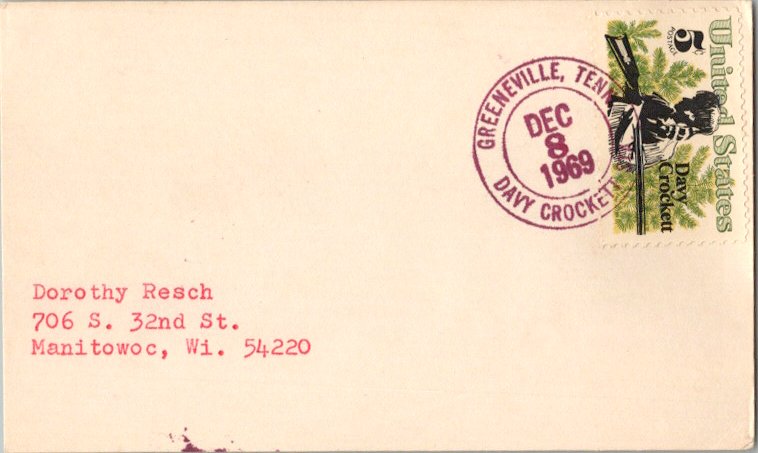 GREENEVILLE, TENN
DEC
8
1969
DAVY CROCKETT
United States
5c
POSTAGE
Davy
Crockett
Dorothy Resch
706 S. 32nd St.
Manitowoc, Wi. 54220